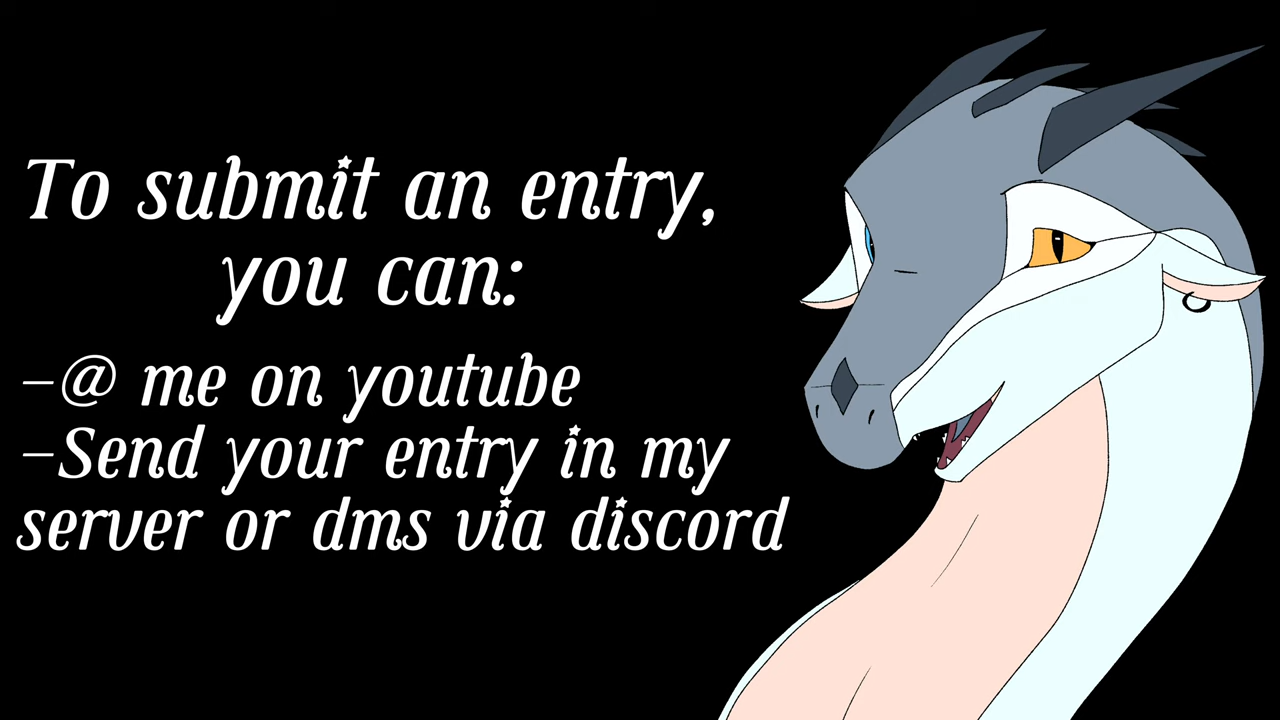 To submit an entry,
you can:
-@ me on youtube
-Send your entry in my
server or dms via discord